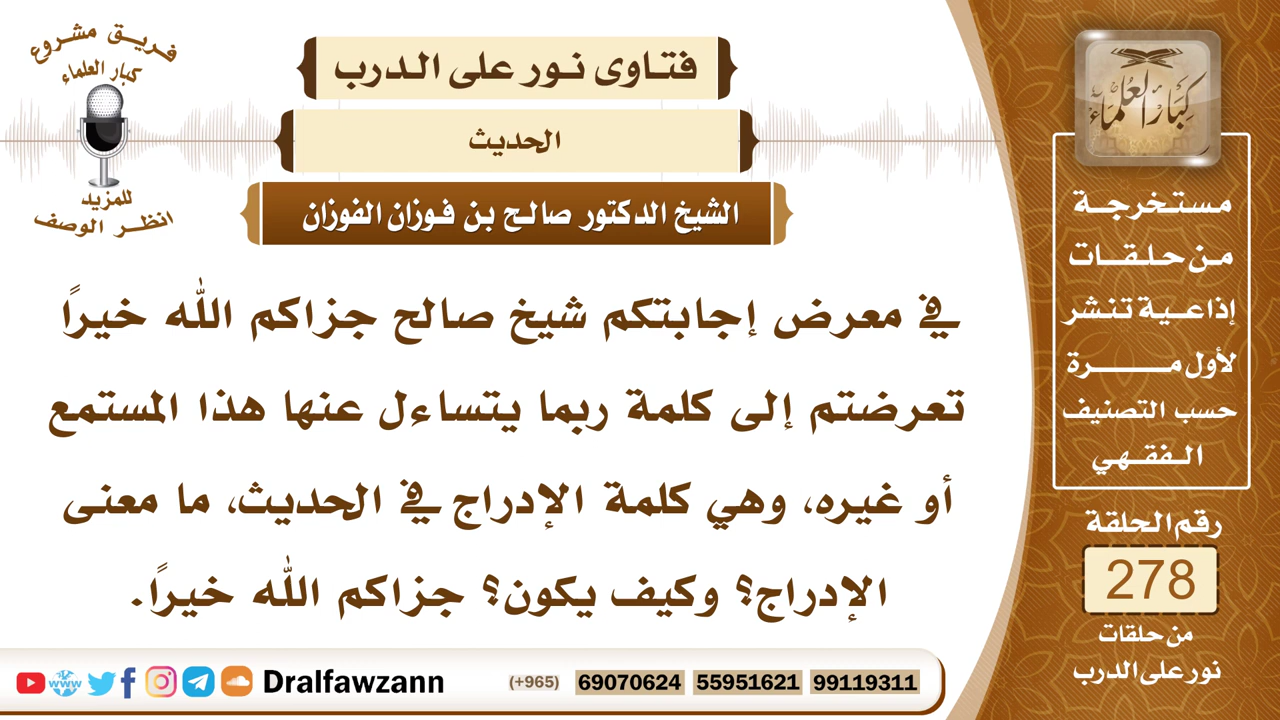 فريق مشروع
كبار العلماء
للمزيد
انظر الوصف
فتاوى نور على الدرب
الحديث
الشيخ الدكتور صالح بن فوزان الفوزان
في معرض إجابتكم شيخ صالح جزاكم الله خيرًا
تعرضتم إلى كلمة ربما يتساءل عنها هذا المستمع
أو غيره، وهي كلمة الإدراج في الحديث، ما معنى
الإدراج؟ وكيف يكون؟ جزاكم الله خيرًا.
كبار العلماء
مستخرجة
من حلقات
إذاعية تنشر
لأول مرة
حسب التصنيف
الفقهي
رقم الحلقة
278
من حلقات
نور على الدرب
www Dralfawzann (+965) 69070624 55951621 99119311